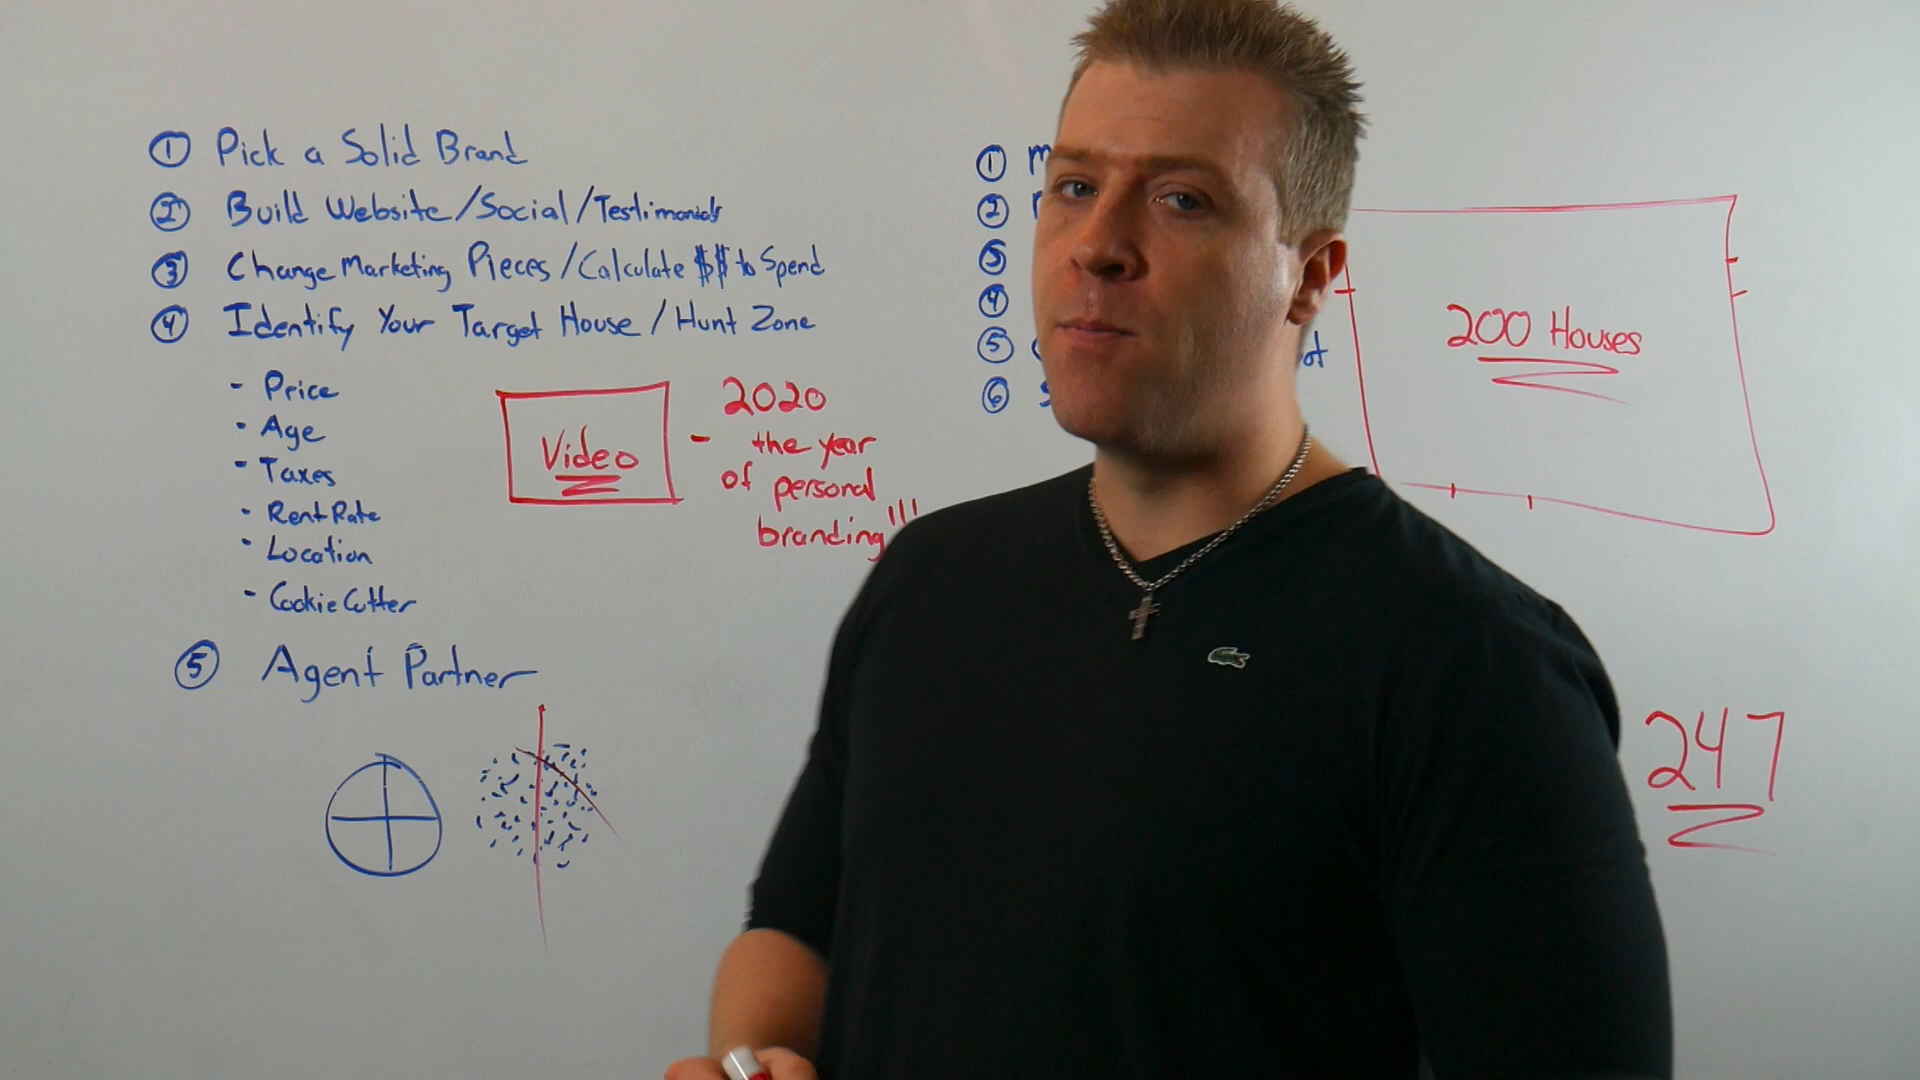 ① Pick a Solid Brand
② Build Website/Social/Testimonials
③ Change Marketing Pieces/Calculate $$ to Spend
④ Identify Your Target House/Hunt Zone
- Price
- Age
- Taxes
- Rent Rate
- Location
- Cookie Cutter
Video
- 2020
the year
of personal
branding!!!
⑤ Agent Partner
①
②
③
④
⑤
⑥
200 Houses
247